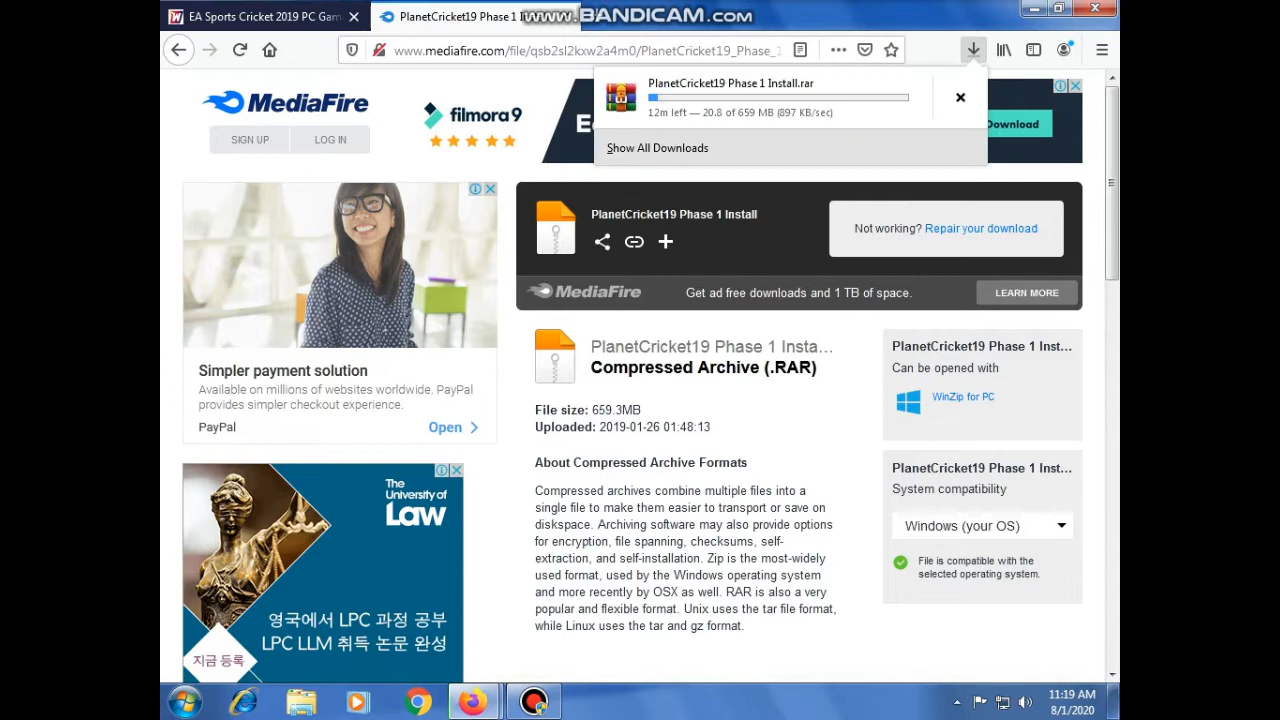 EA Sports Cricket 2019 PC Gam
PlanetCricket19 Phase 1 I
www.BANDICAM.com
www.mediafire.com/file/qsb2sl2kxw2a4m0/PlanetCricket19_Phase_1
PlanetCricket19 Phase 1 Install.rar
12m left — 20.8 of 659 MB (897 KB/sec)
Show All Downloads
MediaFire
SIGN UP
LOG IN
filmora9
Download
PlanetCricket19 Phase 1 Install
Not working? Repair your download
MediaFire
Get ad free downloads and 1 TB of space.
LEARN MORE
Simpler payment solution
Available on millions of websites worldwide. PayPal
provides simpler checkout experience.
PayPal
Open
PlanetCricket19 Phase 1 Insta...
Compressed Archive (.RAR)
File size: 659.3MB
Uploaded: 2019-01-26 01:48:13
About Compressed Archive Formats
Compressed archives combine multiple files into a
single file to make them easier to transport or save on
diskspace. Archiving software may also provide options
for encryption, file spanning, checksums, self-
extraction, and self-installation. Zip is the most-widely
used format, used by the Windows operating system
and more recently by OSX as well. RAR is also a very
popular and flexible format. Unix uses the tar file format,
while Linux uses the tar and gz format.
PlanetCricket19 Phase 1 Inst...
Can be opened with
WinZip for PC
PlanetCricket19 Phase 1 Inst...
System compatibility
Windows (your OS)
File is compatible with the
selected operating system.
The
University of
Law
영국에서 LPC 과정 공부
LPC LLM 취득 논문 완성
지금 등록
11:19 AM
8/1/2020